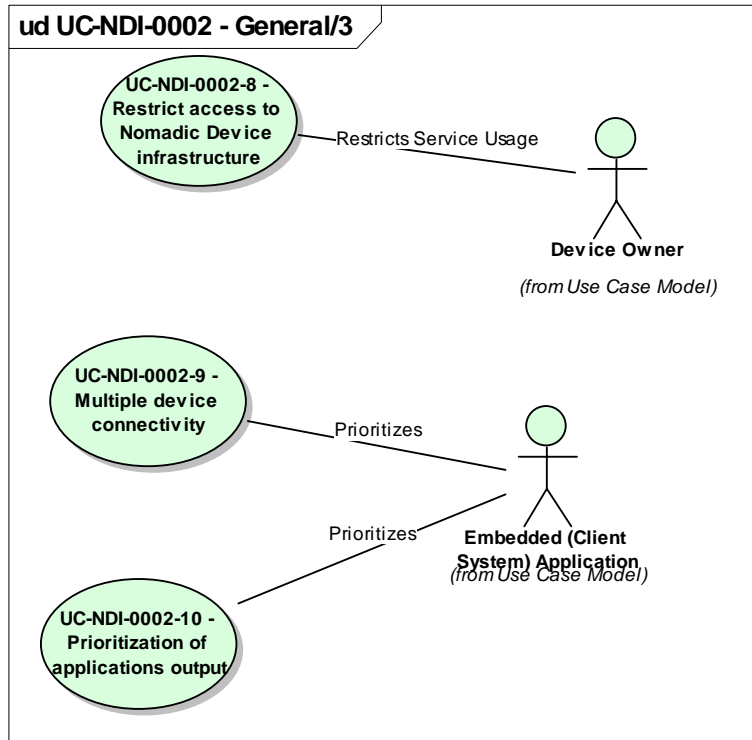 ud UC-NDI-0002 - General/3
UC-NDI-0002-8 -
Restrict access to
Nomadic Device
infrastructure
Restricts Service Usage
Device Owner
(from Use Case Model)
UC-NDI-0002-9 -
Multiple device
connectivity
Prioritizes
Prioritizes
Embedded (Client
System) Application
(from Use Case Model)
UC-NDI-0002-10 -
Prioritization of
applications output